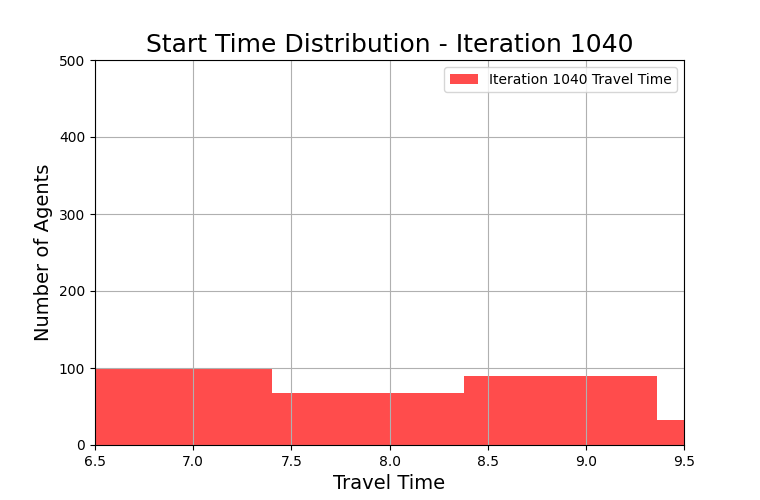 Start Time Distribution - Iteration 1040
500
Iteration 1040 Travel Time
400
300
200
100
0
Number of Agents
6.5 7.0 7.5 8.0 8.5 9.0 9.5
Travel Time